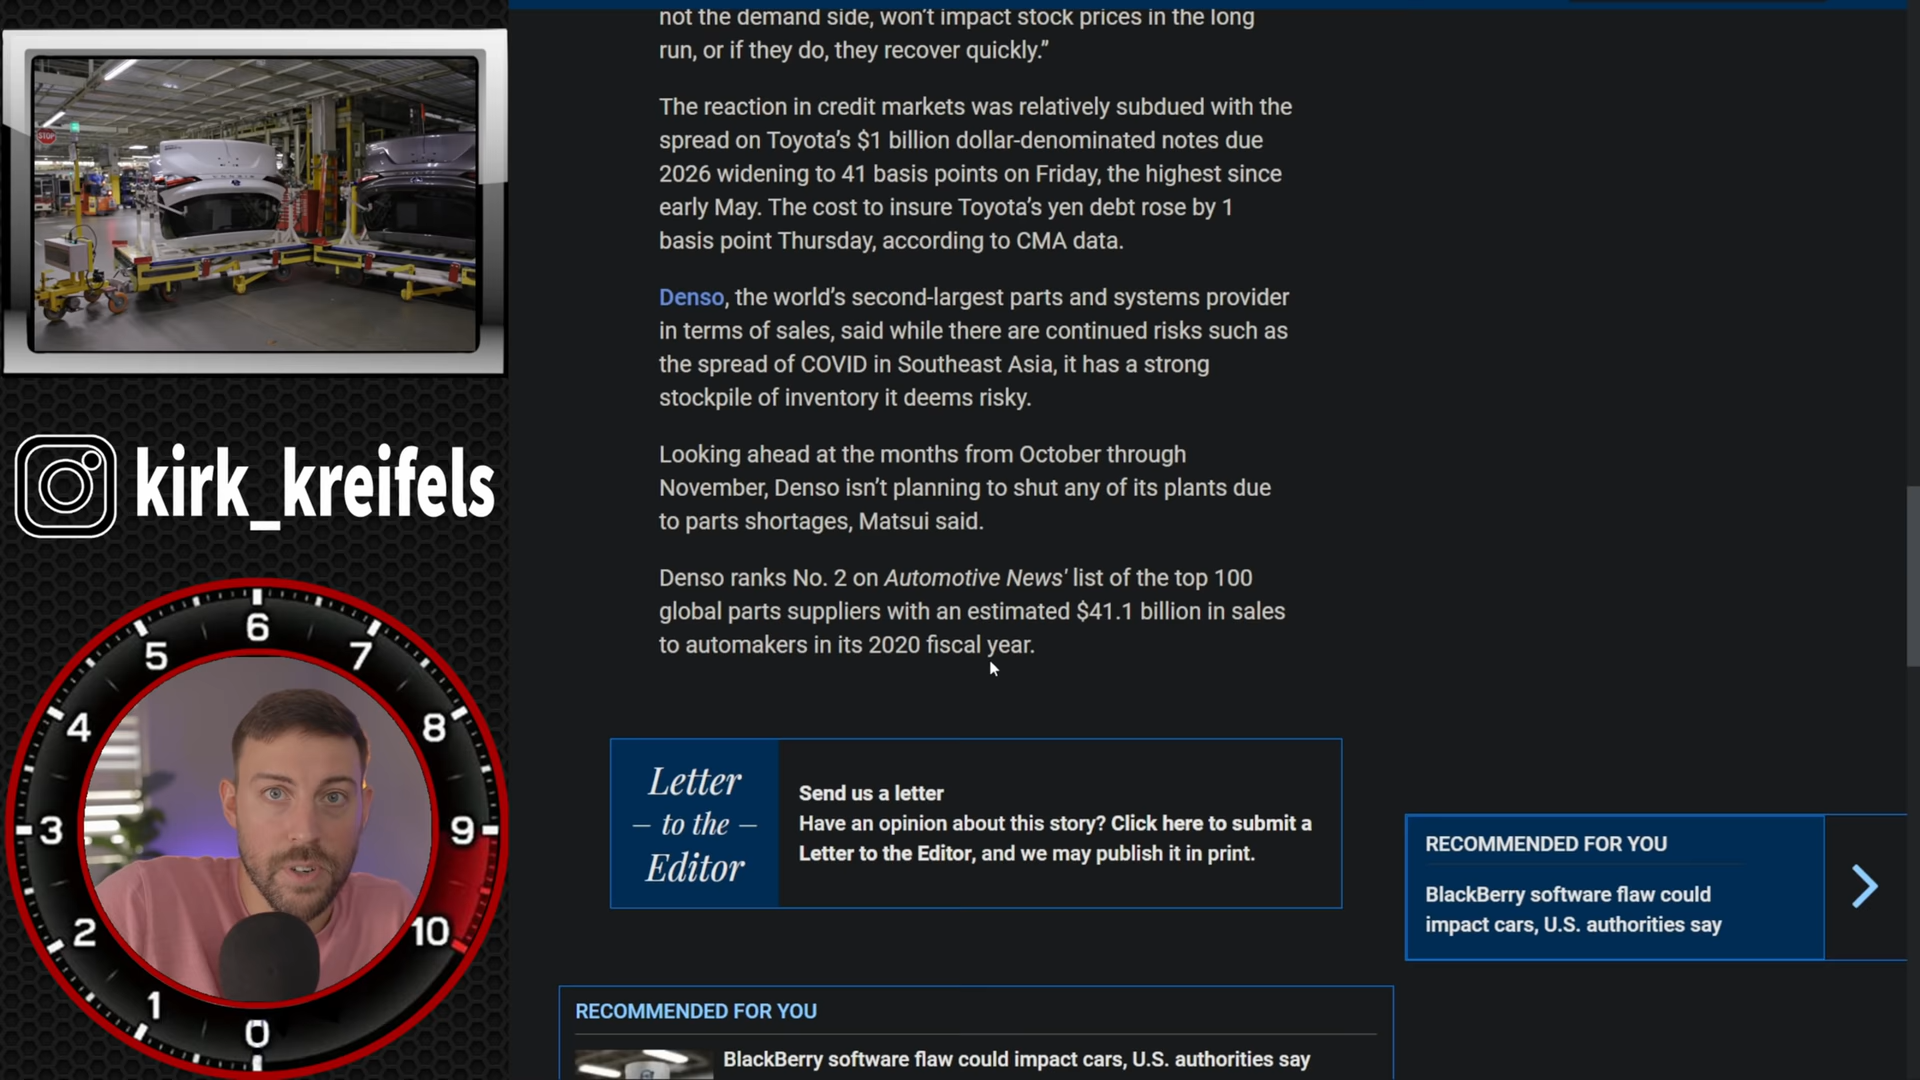 not the demand side, won't impact stock prices in the long
run, or if they do, they recover quickly.”
The reaction in credit markets was relatively subdued with the
spread on Toyota’s $1 billion dollar-denominated notes due
2026 widening to 41 basis points on Friday, the highest since
early May. The cost to insure Toyota’s yen debt rose by 1
basis point Thursday, according to CMA data.
Denso, the world’s second-largest parts and systems provider
in terms of sales, said while there are continued risks such as
the spread of COVID in Southeast Asia, it has a strong
stockpile of inventory it deems risky.
Looking ahead at the months from October through
November, Denso isn’t planning to shut any of its plants due
to parts shortages, Matsui said.
Denso ranks No. 2 on Automotive News' list of the top 100
global parts suppliers with an estimated $41.1 billion in sales
to automakers in its 2020 fiscal year.
Letter
– to the –
Editor
Send us a letter
Have an opinion about this story? Click here to submit a
Letter to the Editor, and we may publish it in print.
RECOMMENDED FOR YOU
BlackBerry software flaw could
impact cars, U.S. authorities say
RECOMMENDED FOR YOU
BlackBerry software flaw could impact cars, U.S. authorities say
STOP
kirk_kreifels
0
1
2
3
4
5
6
7
8
9
10